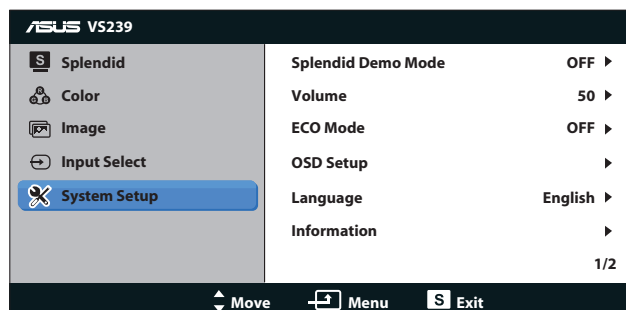 ASUS VS239
S Splendid
Color
Image
Input Select
System Setup
Splendid Demo Mode OFF
Volume 50
ECO Mode OFF
OSD Setup
Language English
Information
1/2
Move Menu S Exit